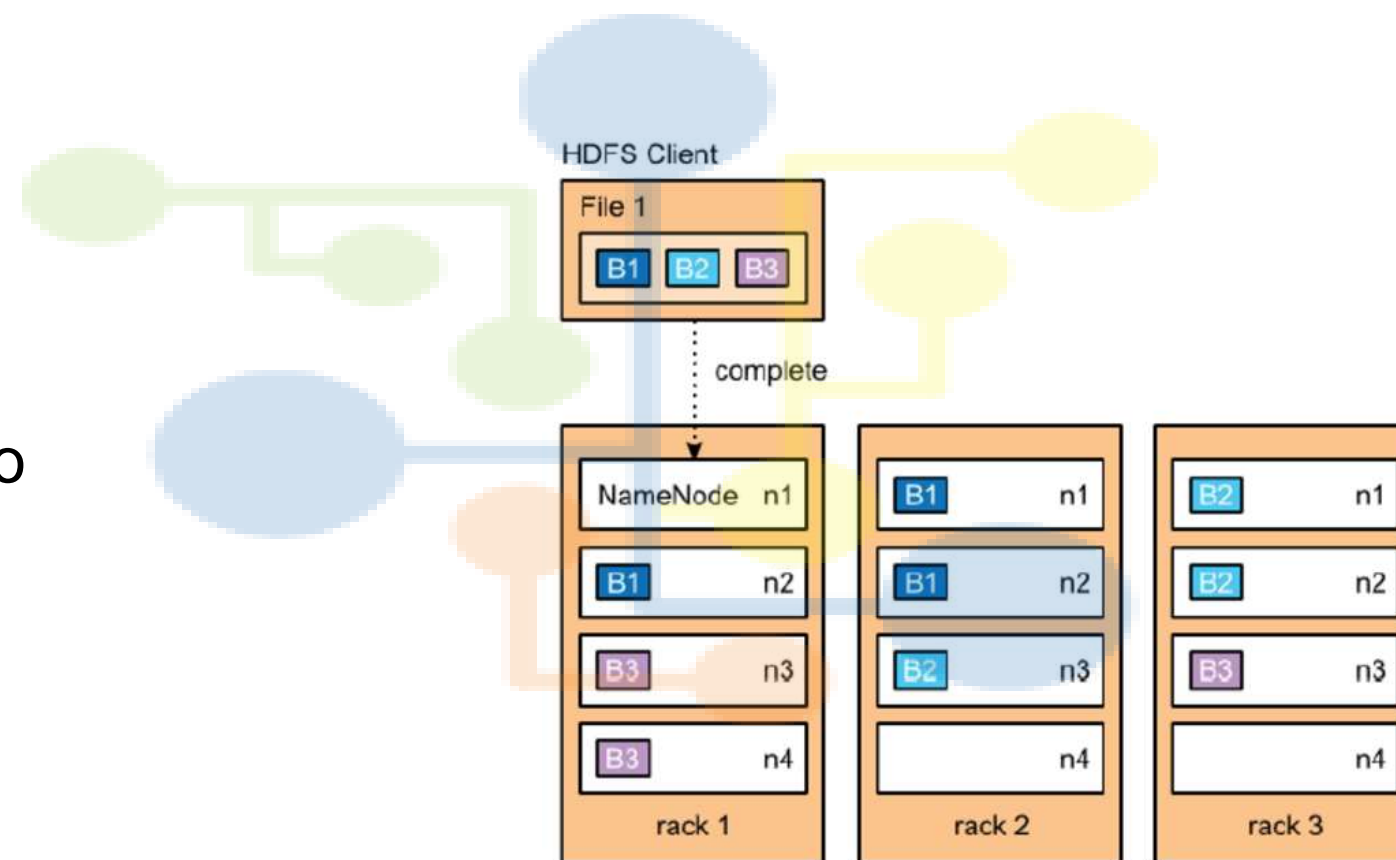 HDFS Client
File 1
B1 B2 B3
complete
o
NameNode n1
B1 n2
B3 n3
B3 n4
rack 1
B1 n1
B1 n2
B2 n3
n4
rack 2
B2 n1
B2 n2
B3 n3
n4
rack 3